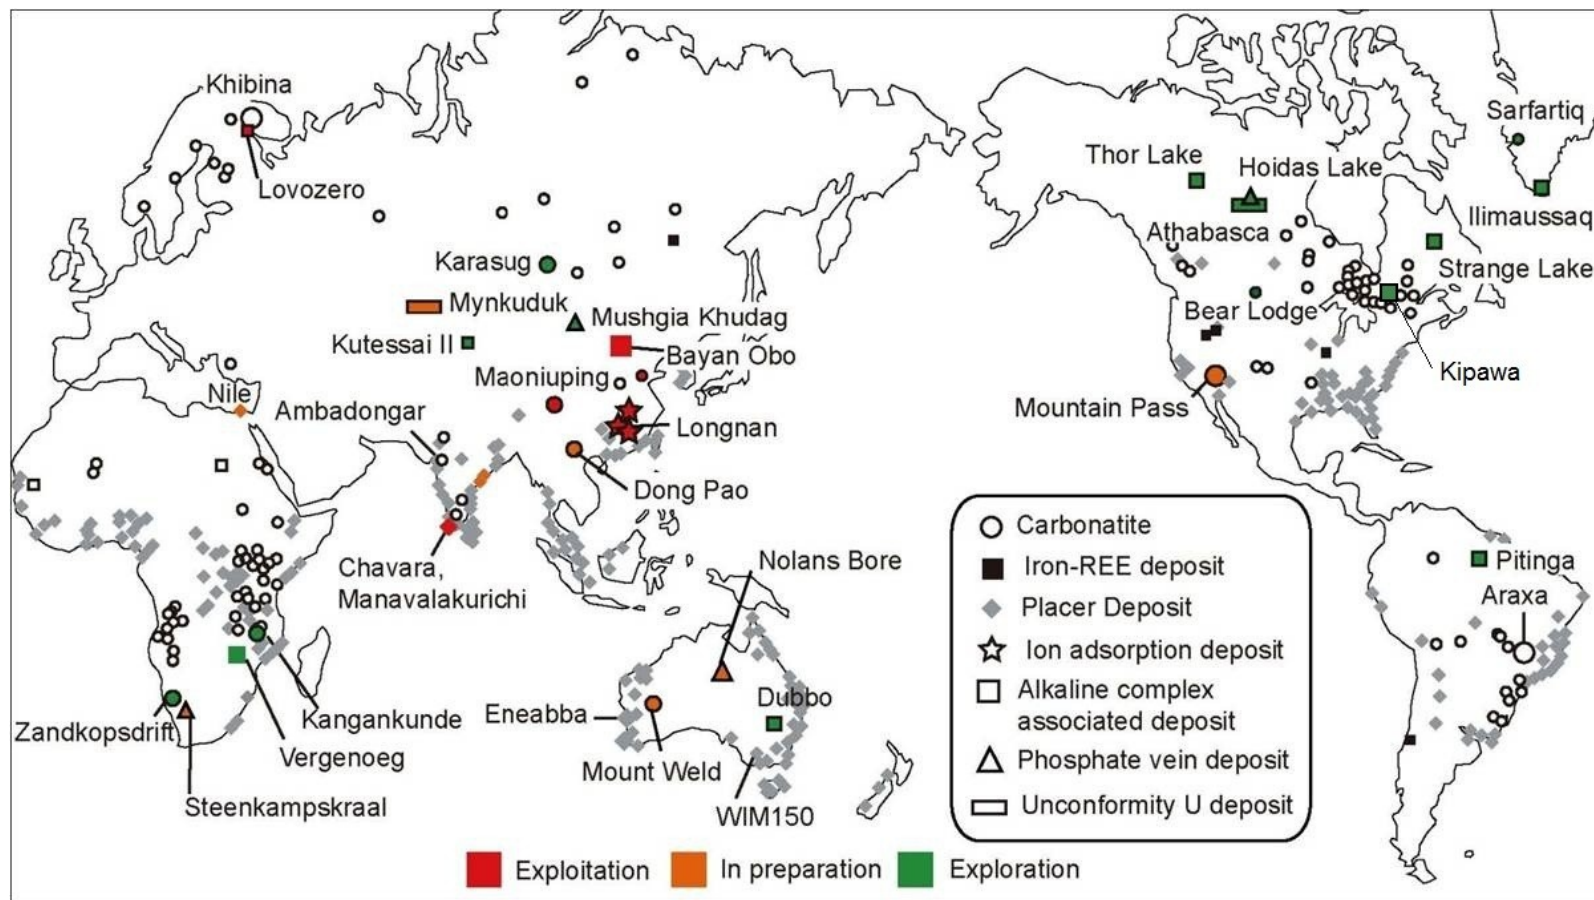 Khibina
Lovozero
Sarfartiq
Thor Lake
Hoidas Lake
Ilimaussaq
Athabasca
Karasug
Strange Lake
Mynkuduk
Mushgia Khudag
Bear Lodge
Kutessai II
Bayan Obo
Maoniuping
Kipawa
Nile
Ambadongar
Mountain Pass
Longnan
Dong Pao
Chavara,
Manavalakurichi
Nolans Bore
Pitinga
Araxa
Dubbo
Eneabba
Zandkopsdrift
Kangankunde
Vergenoeg
Mount Weld
Steenkampskraal
WIM150
Carbonatite
Iron-REE deposit
Placer Deposit
Ion adsorption deposit
Alkaline complex
associated deposit
Phosphate vein deposit
Unconformity U deposit
Exploitation
In preparation
Exploration